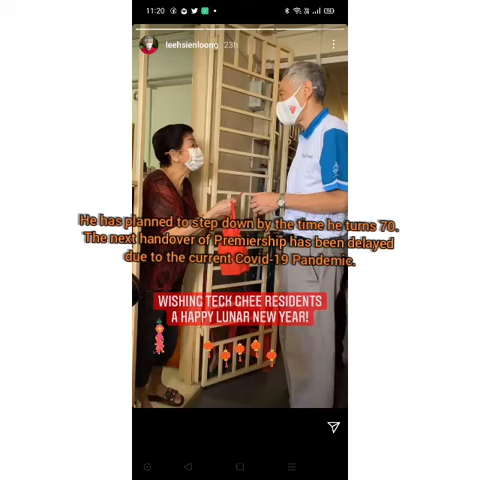 11:20
leehsienloong 23h
He has planned to step down by the time he turns 70.
The next handover of Premiership has been delayed
due to the current Covid-19 Pandemic.
WISHING TECK GHEE RESIDENTS
A HAPPY LUNAR NEW YEAR!